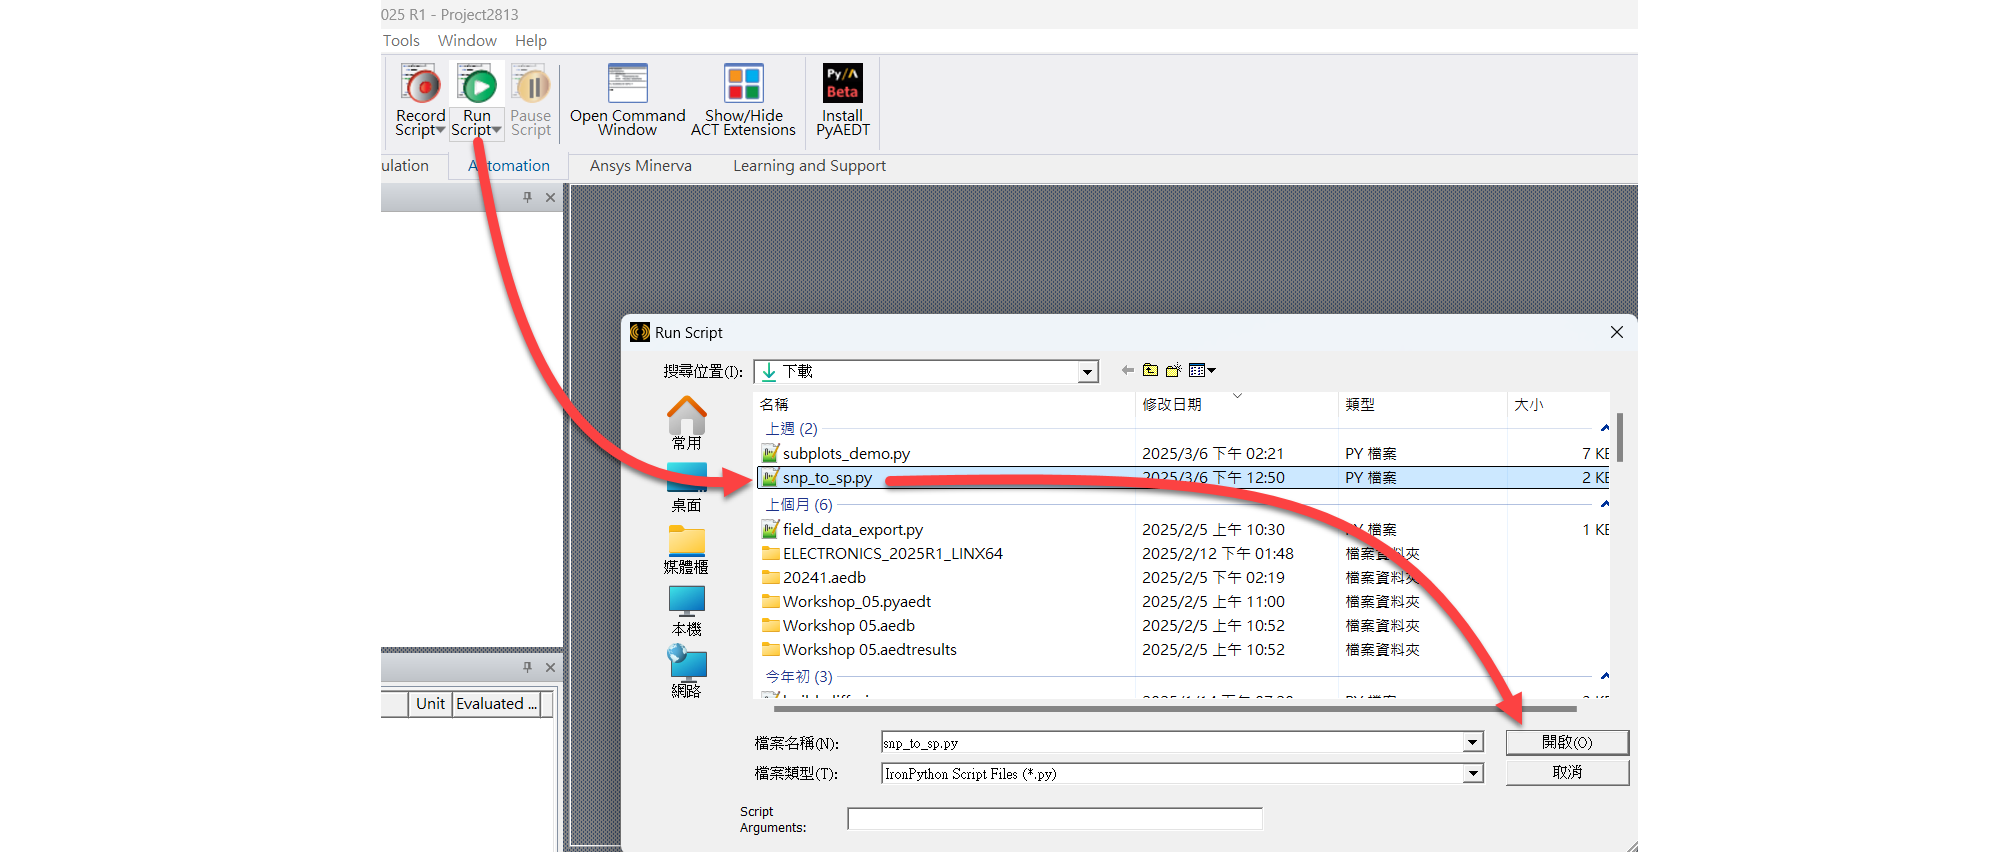 025 R1 - Project2813
Tools Window Help
Py/Λ
Beta
Record Script
Run Script
Pause Script
Open Command Window
Show/Hide ACT Extensions
Install PyAEDT
ulation Automation Ansys Minerva Learning and Support
Run Script
搜尋位置(I): 下載
名稱 修改日期 類型 大小
常用
上週 (2)
subplots_demo.py 2025/3/6 下午 02:21 PY 檔案 7 KE
snp_to_sp.py 2025/3/6 下午 12:50 PY 檔案 2 KE
桌面
上個月 (6)
field_data_export.py 2025/2/5 上午 10:30 PY 檔案 1 KE
ELECTRONICS_2025R1_LINX64 2025/2/12 下午 01:48 檔案資料夾
媒體櫃
20241.aedb 2025/2/5 下午 02:19 檔案資料夾
Workshop_05.pyaedt 2025/2/5 上午 11:00 檔案資料夾
Workshop 05.aedb 2025/2/5 上午 10:52 檔案資料夾
本機
Workshop 05.aedtresults 2025/2/5 上午 10:52 檔案資料夾
今年初 (3)
網路
Unit Evaluated ...
檔案名稱(N): snp_to_sp.py 開啟(O)
檔案類型(T): IronPython Script Files (*.py) 取消
Script
Arguments: